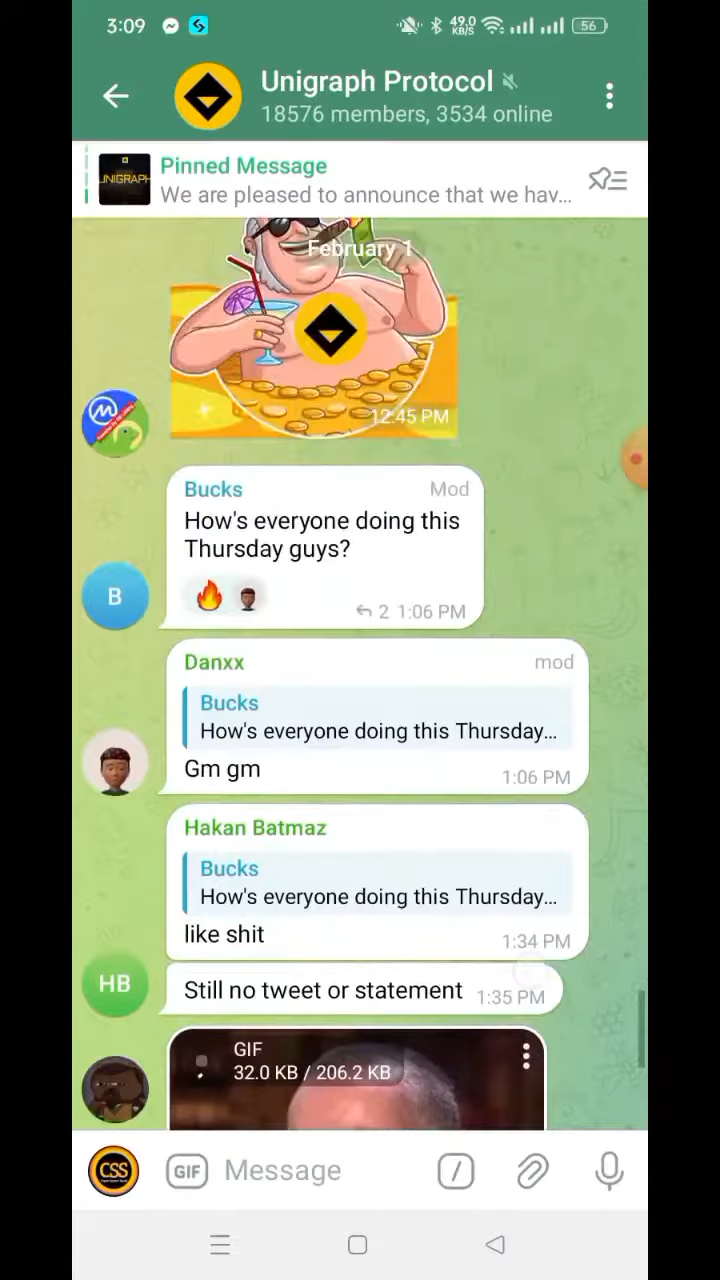 3:09 49.0 KB/S 56
Unigraph Protocol
18576 members, 3534 online
UNIGRAPH
Pinned Message
We are pleased to announce that we hav...
February 1
12:45 PM
Bucks Mod
How's everyone doing this
Thursday guys?
2 1:06 PM
B
Danxx mod
Bucks
How's everyone doing this Thursday...
Gm gm
1:06 PM
Hakan Batmaz
Bucks
How's everyone doing this Thursday...
like shit
1:34 PM
HB
Still no tweet or statement 1:35 PM
GIF
32.0 KB / 206.2 KB
CSS GIF Message